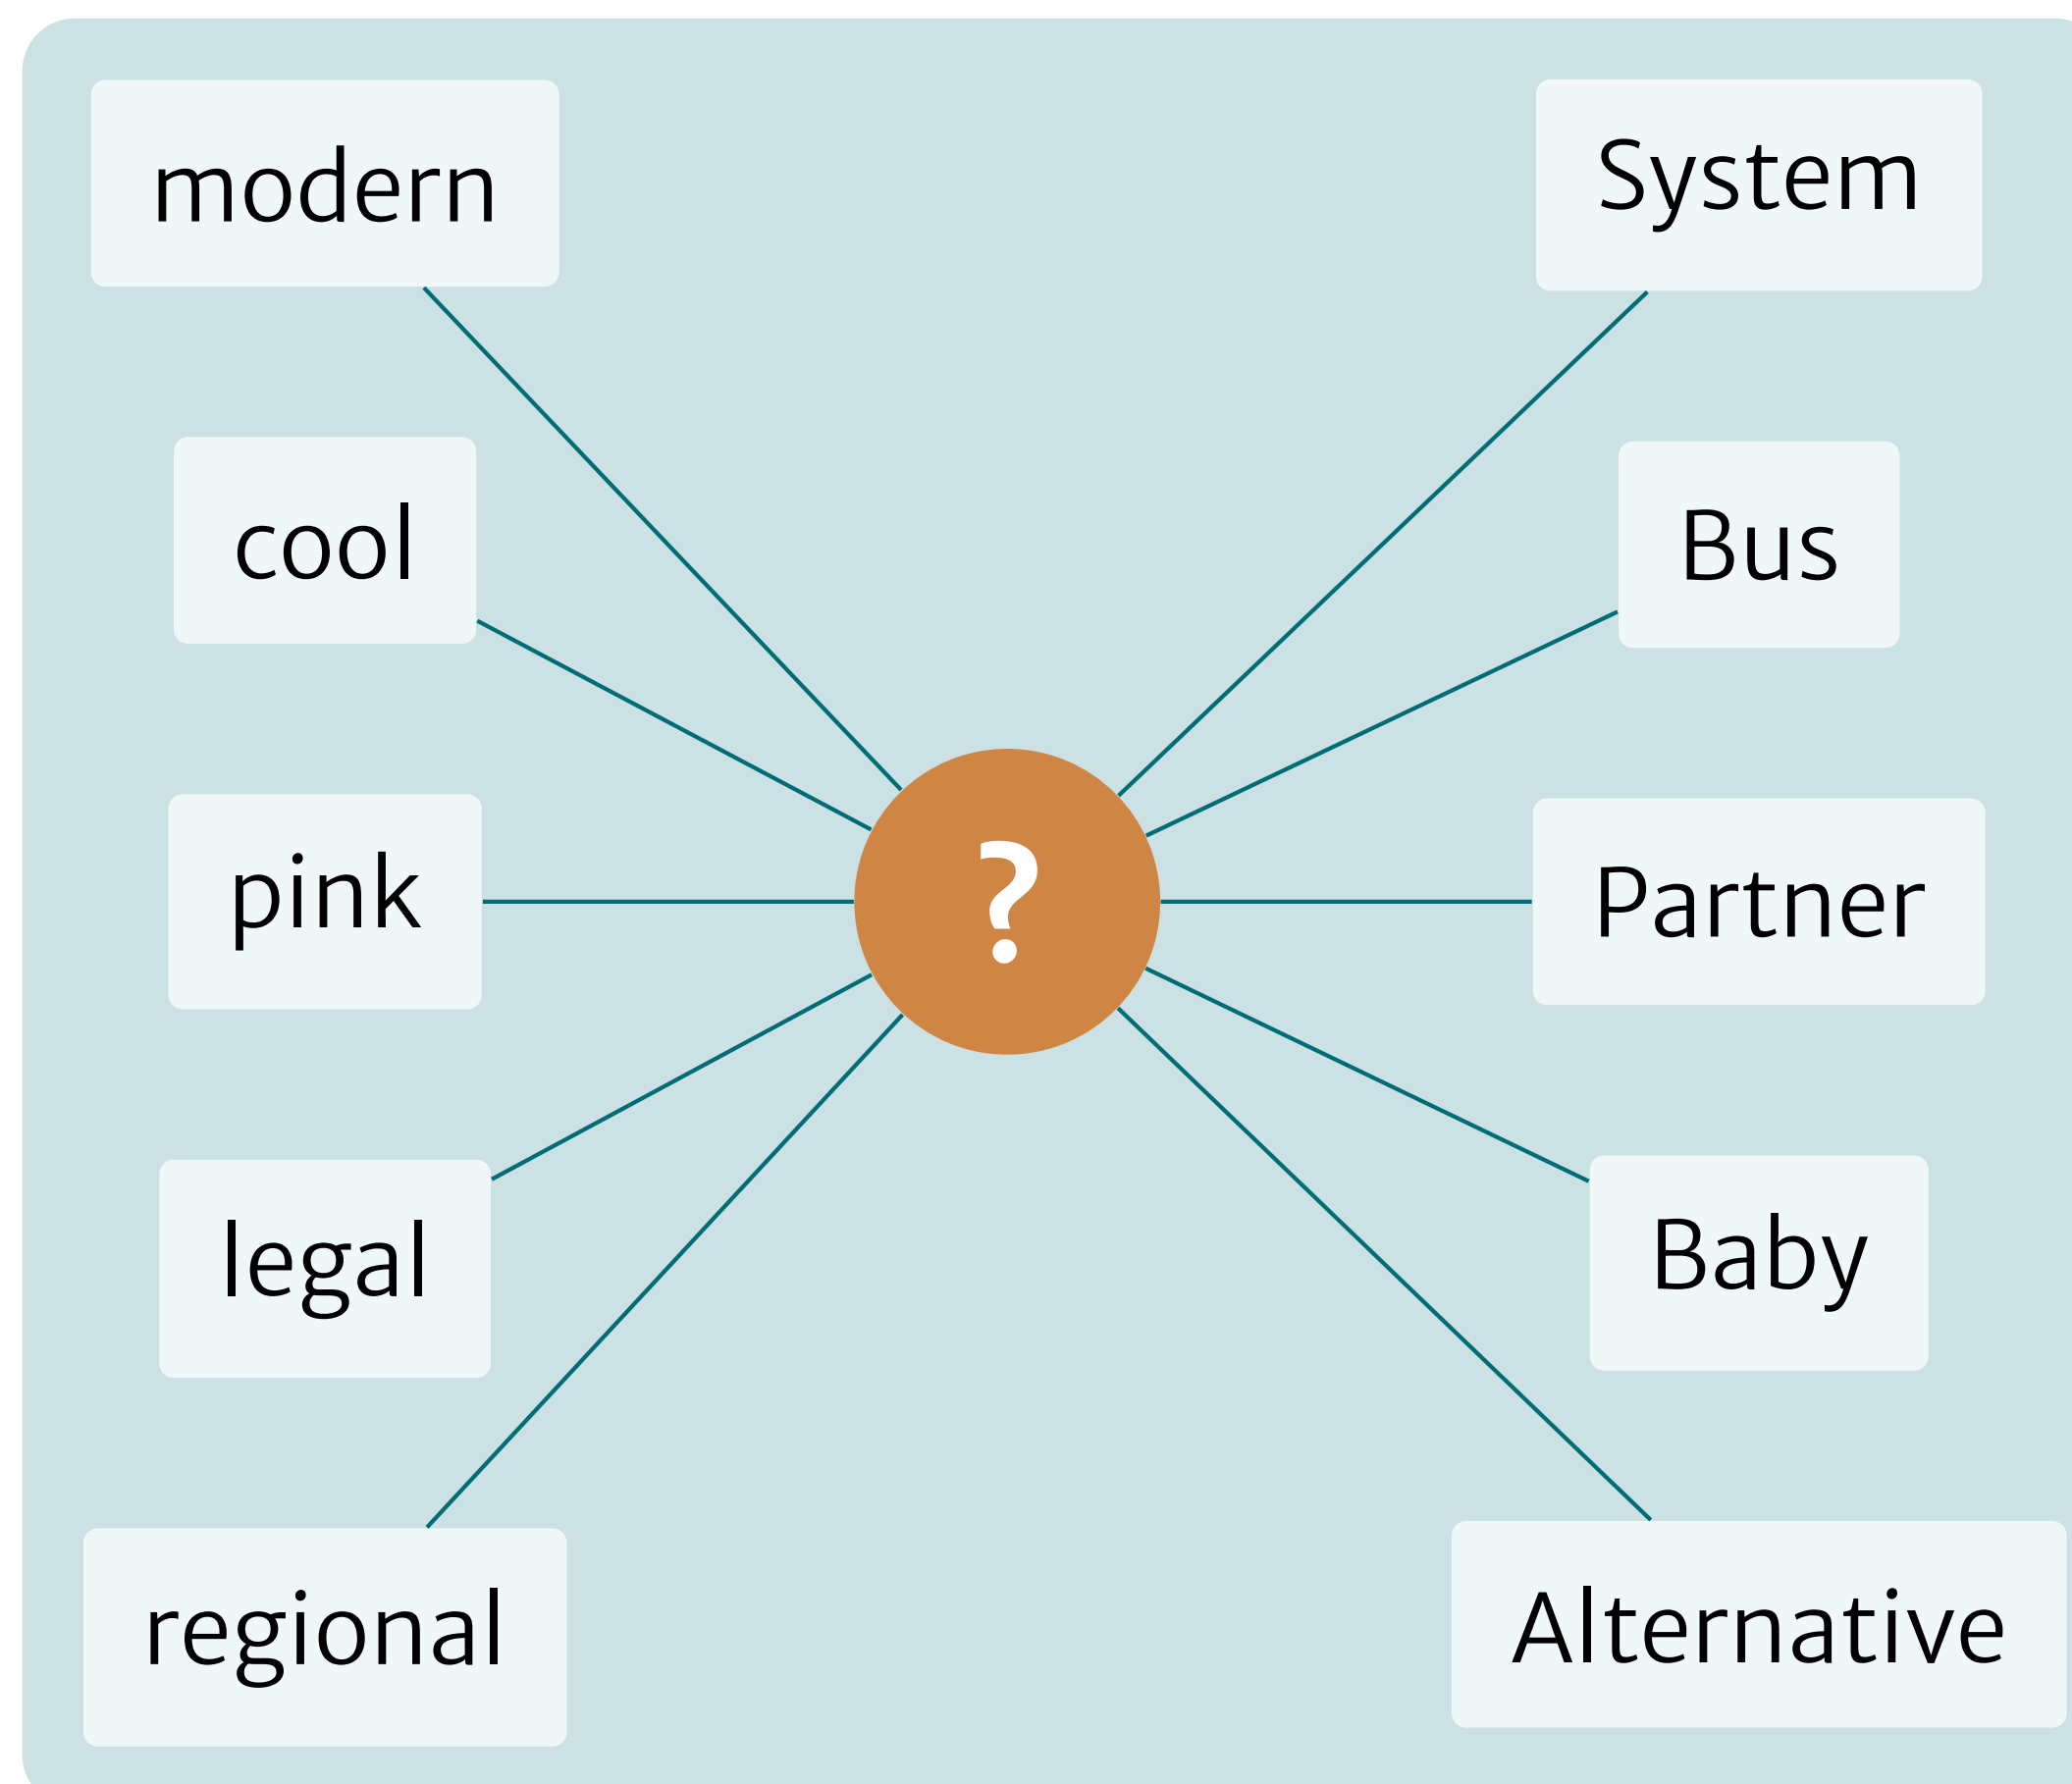 modern
System
cool
Bus
pink
?
Partner
legal
Baby
regional
Alternative